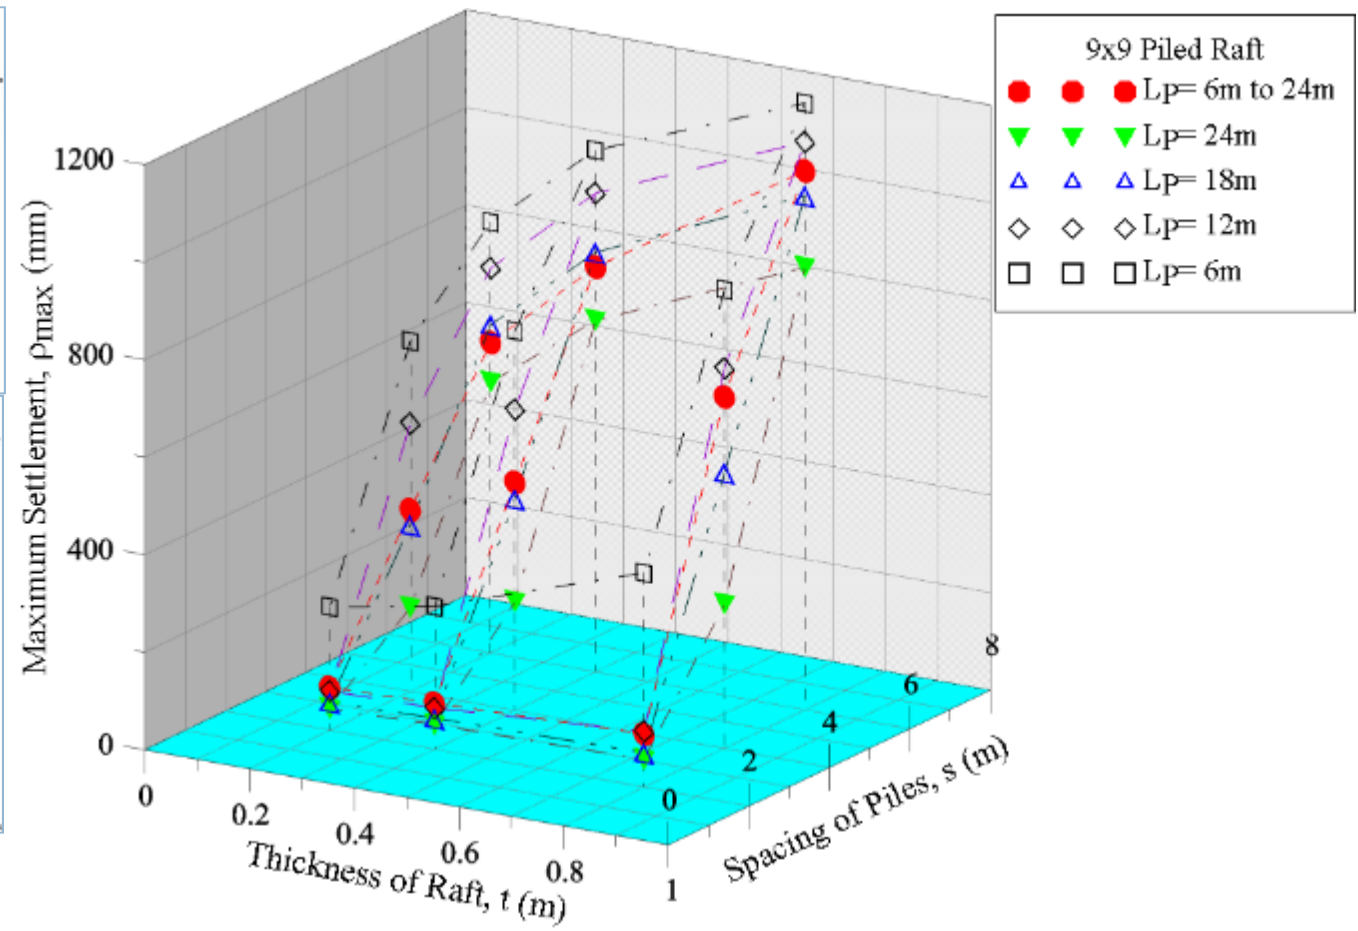 9x9 Piled Raft
Lp= 6m to 24m
Lp= 24m
Lp= 18m
Lp= 12m
Lp= 6m
Maximum Settlement, ρmax (mm)
1200
800
400
0
0
0.2
0.4
0.6
0.8
1
Thickness of Raft, t (m)
0
2
4
6
8
Spacing of Piles, s (m)